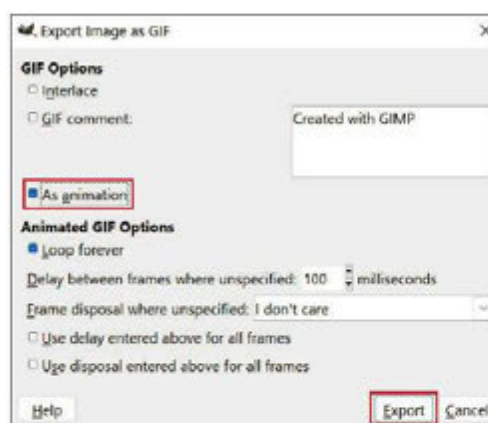 Export Image as GIF
GIF Options
Interlace
GIF comment:
Created with GIMP
As animation
Animated GIF Options
Loop forever
Delay between frames where unspecified: 100 milliseconds
Frame disposal where unspecified: I don't care
Use delay entered above for all frames
Use disposal entered above for all frames
Help Export Cancel